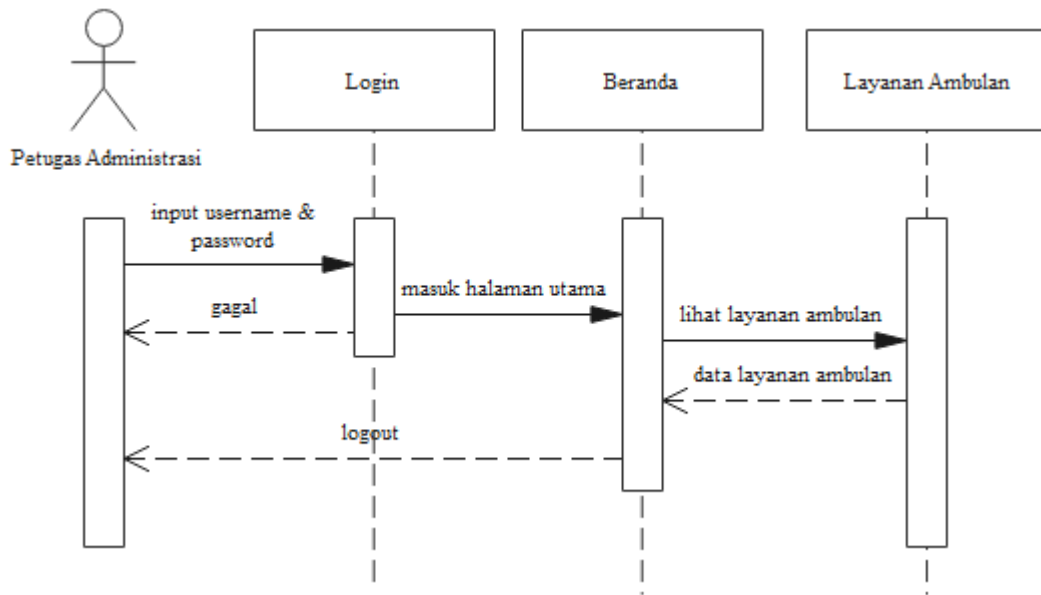 Login
Beranda
Layanan Ambulan
Petugas Administrasi
input username &
password
masuk halaman utama
gagal
lihat layanan ambulan
data layanan ambulan
logout